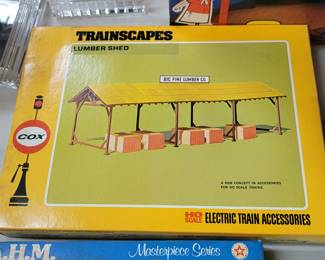 TRAINSCAPES
LUMBER SHED
BIG PINE LUMBER CO
COX
A NEW CONCEPT IN ACCESSORIES
FOR HO SCALE TRAINS
HO
SCALE
ELECTRIC TRAIN ACCESSORIES
A.H.M.
Masterpiece Series